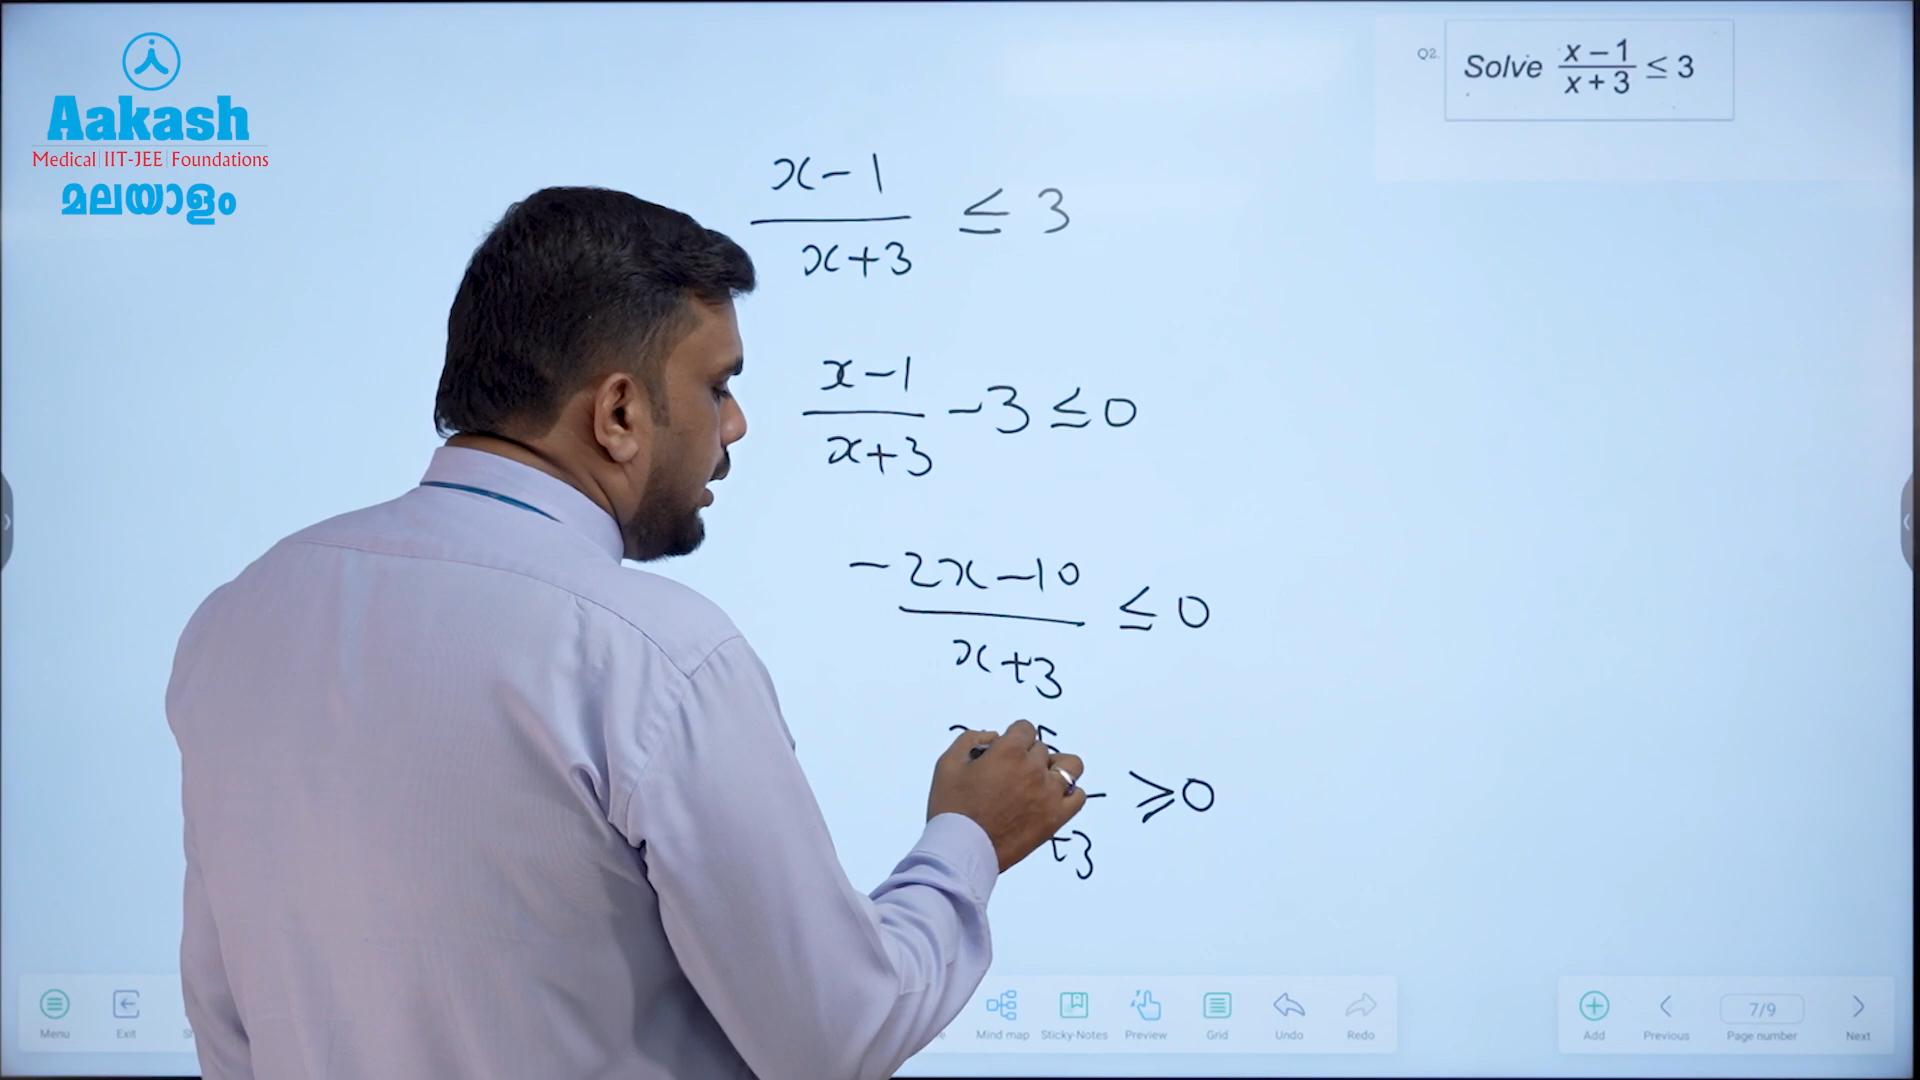 Aakash
Medical IIT-JEE Foundations
മലയാളം
Q2.
Solve (x – 1)/(x + 3) ≤ 3
x – 1
x + 3 ≤ 3
x – 1
x + 3 – 3 ≤ 0
– 2x – 10
x + 3 ≤ 0
≥ 0
+3
Menu
Exit
Mind map
Sticky-Notes
Preview
Grid
Undo
Redo
Add
Previous
7/9
Page number
Next